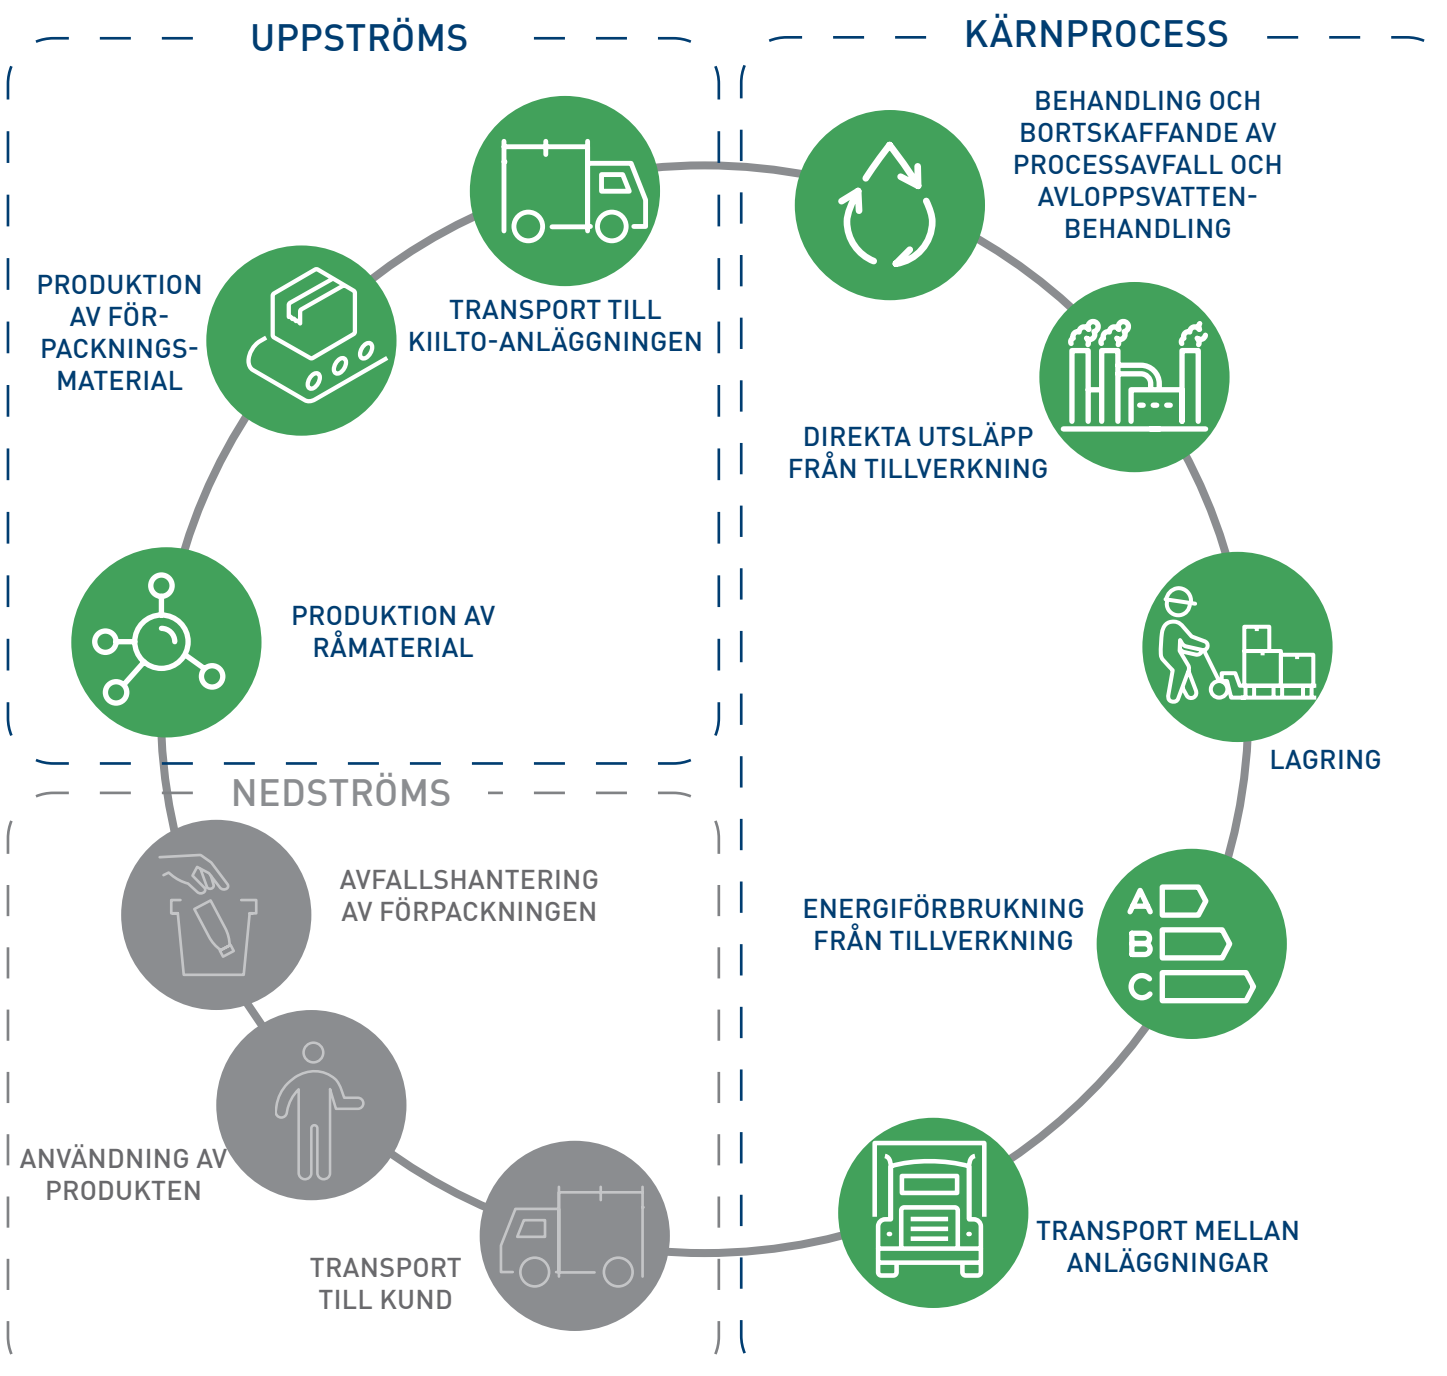 UPPSTRÖMS
TRANSPORT TILL
KIILTO-ANLÄGGNINGEN
PRODUKTION
AV FÖR-
PACKNINGS-
MATERIAL
PRODUKTION AV
RÅMATERIAL
KÄRNPROCESS
BEHANDLING OCH
BORTSKAFFANDE AV
PROCESSAVFALL OCH
AVLOPPSVATTEN-
BEHANDLING
DIREKTA UTSLÄPP
FRÅN TILLVERKNING
LAGRING
ENERGIFÖRBRUKNING
FRÅN TILLVERKNING
A
B
C
TRANSPORT MELLAN
ANLÄGGNINGAR
NEDSTRÖMS
AVFALLSHANTERING
AV FÖRPACKNINGEN
ANVÄNDNING AV
PRODUKTEN
TRANSPORT
TILL KUND